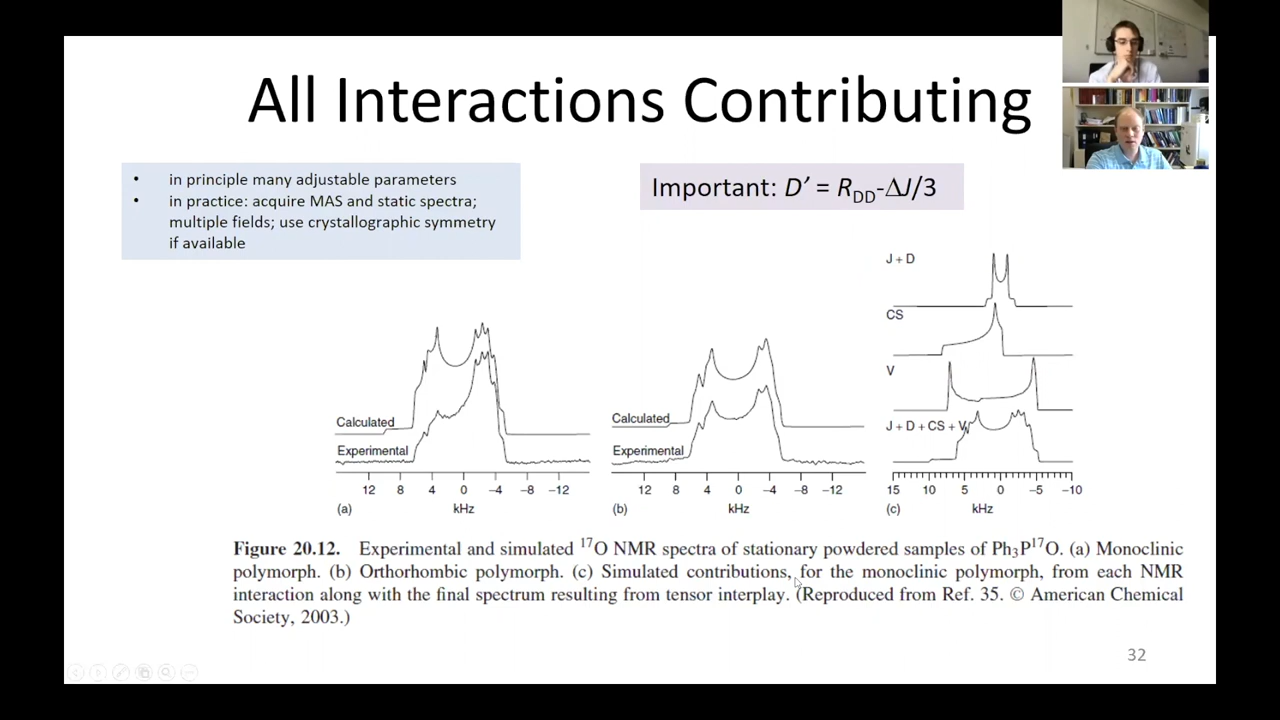 All Interactions Contributing
• in principle many adjustable parameters
• in practice: acquire MAS and static spectra;
multiple fields; use crystallographic symmetry
if available
Important: D’ = R_DD-ΔJ/3
Calculated
Experimental
12 8 4 0 −4 −8 −12
(a) kHz
Calculated
Experimental
12 8 4 0 −4 −8 −12
(b) kHz
J + D
CS
V
J + D + CS + V
15 10 5 0 −5 −10
(c) kHz
Figure 20.12. Experimental and simulated ¹⁷O NMR spectra of stationary powdered samples of Ph₃P¹⁷O. (a) Monoclinic
polymorph. (b) Orthorhombic polymorph. (c) Simulated contributions, for the monoclinic polymorph, from each NMR
interaction along with the final spectrum resulting from tensor interplay. (Reproduced from Ref. 35. © American Chemical
Society, 2003.)
32